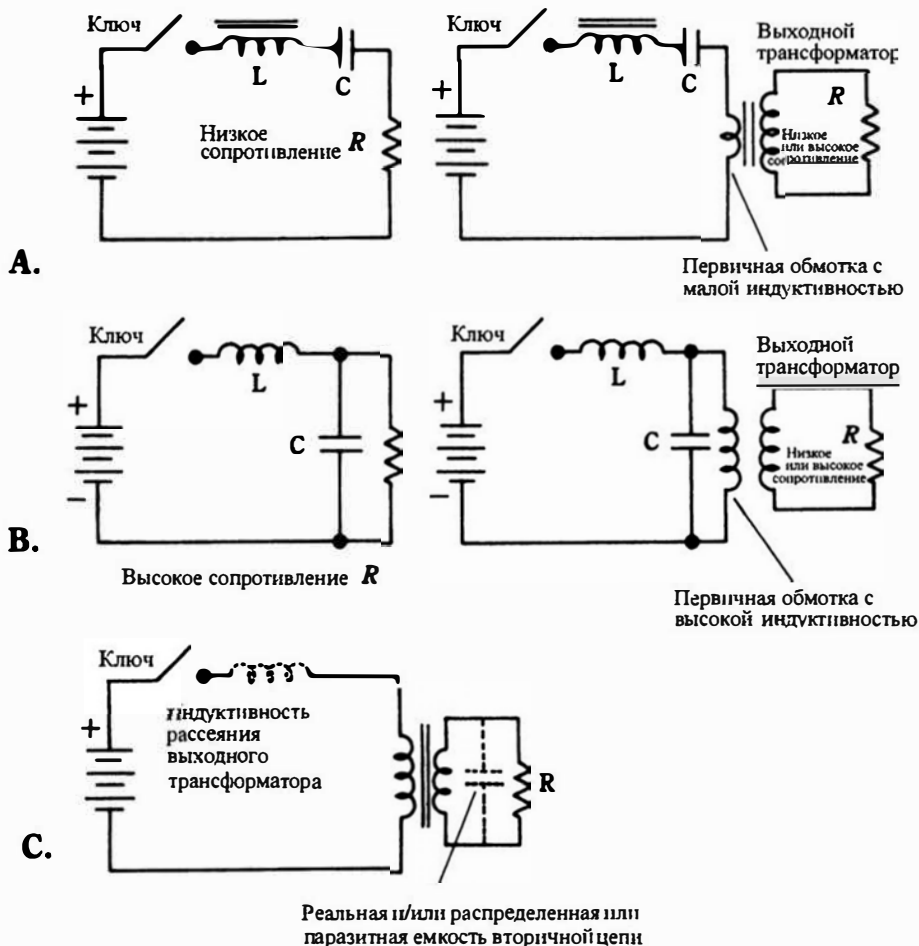 Ключ
L
C
+
Низкое
сопротивление R
Ключ
L
C
+
Выходной
трансформатор
R
Низкое
или высокое
сопротивление
Первичная обмотка с
малой индуктивностью
A.
Ключ
L
+
C
−
Высокое сопротивление R
Ключ
L
+
C
−
Выходной
трансформатор
R
Низкое
или высокое
сопротивление
Первичная обмотка с
высокой индуктивностью
B.
Ключ
+
Индуктивность
рассеяния
выходного
трансформатора
R
C.
Реальная и/или распределенная или
паразитная емкость вторичной цепи